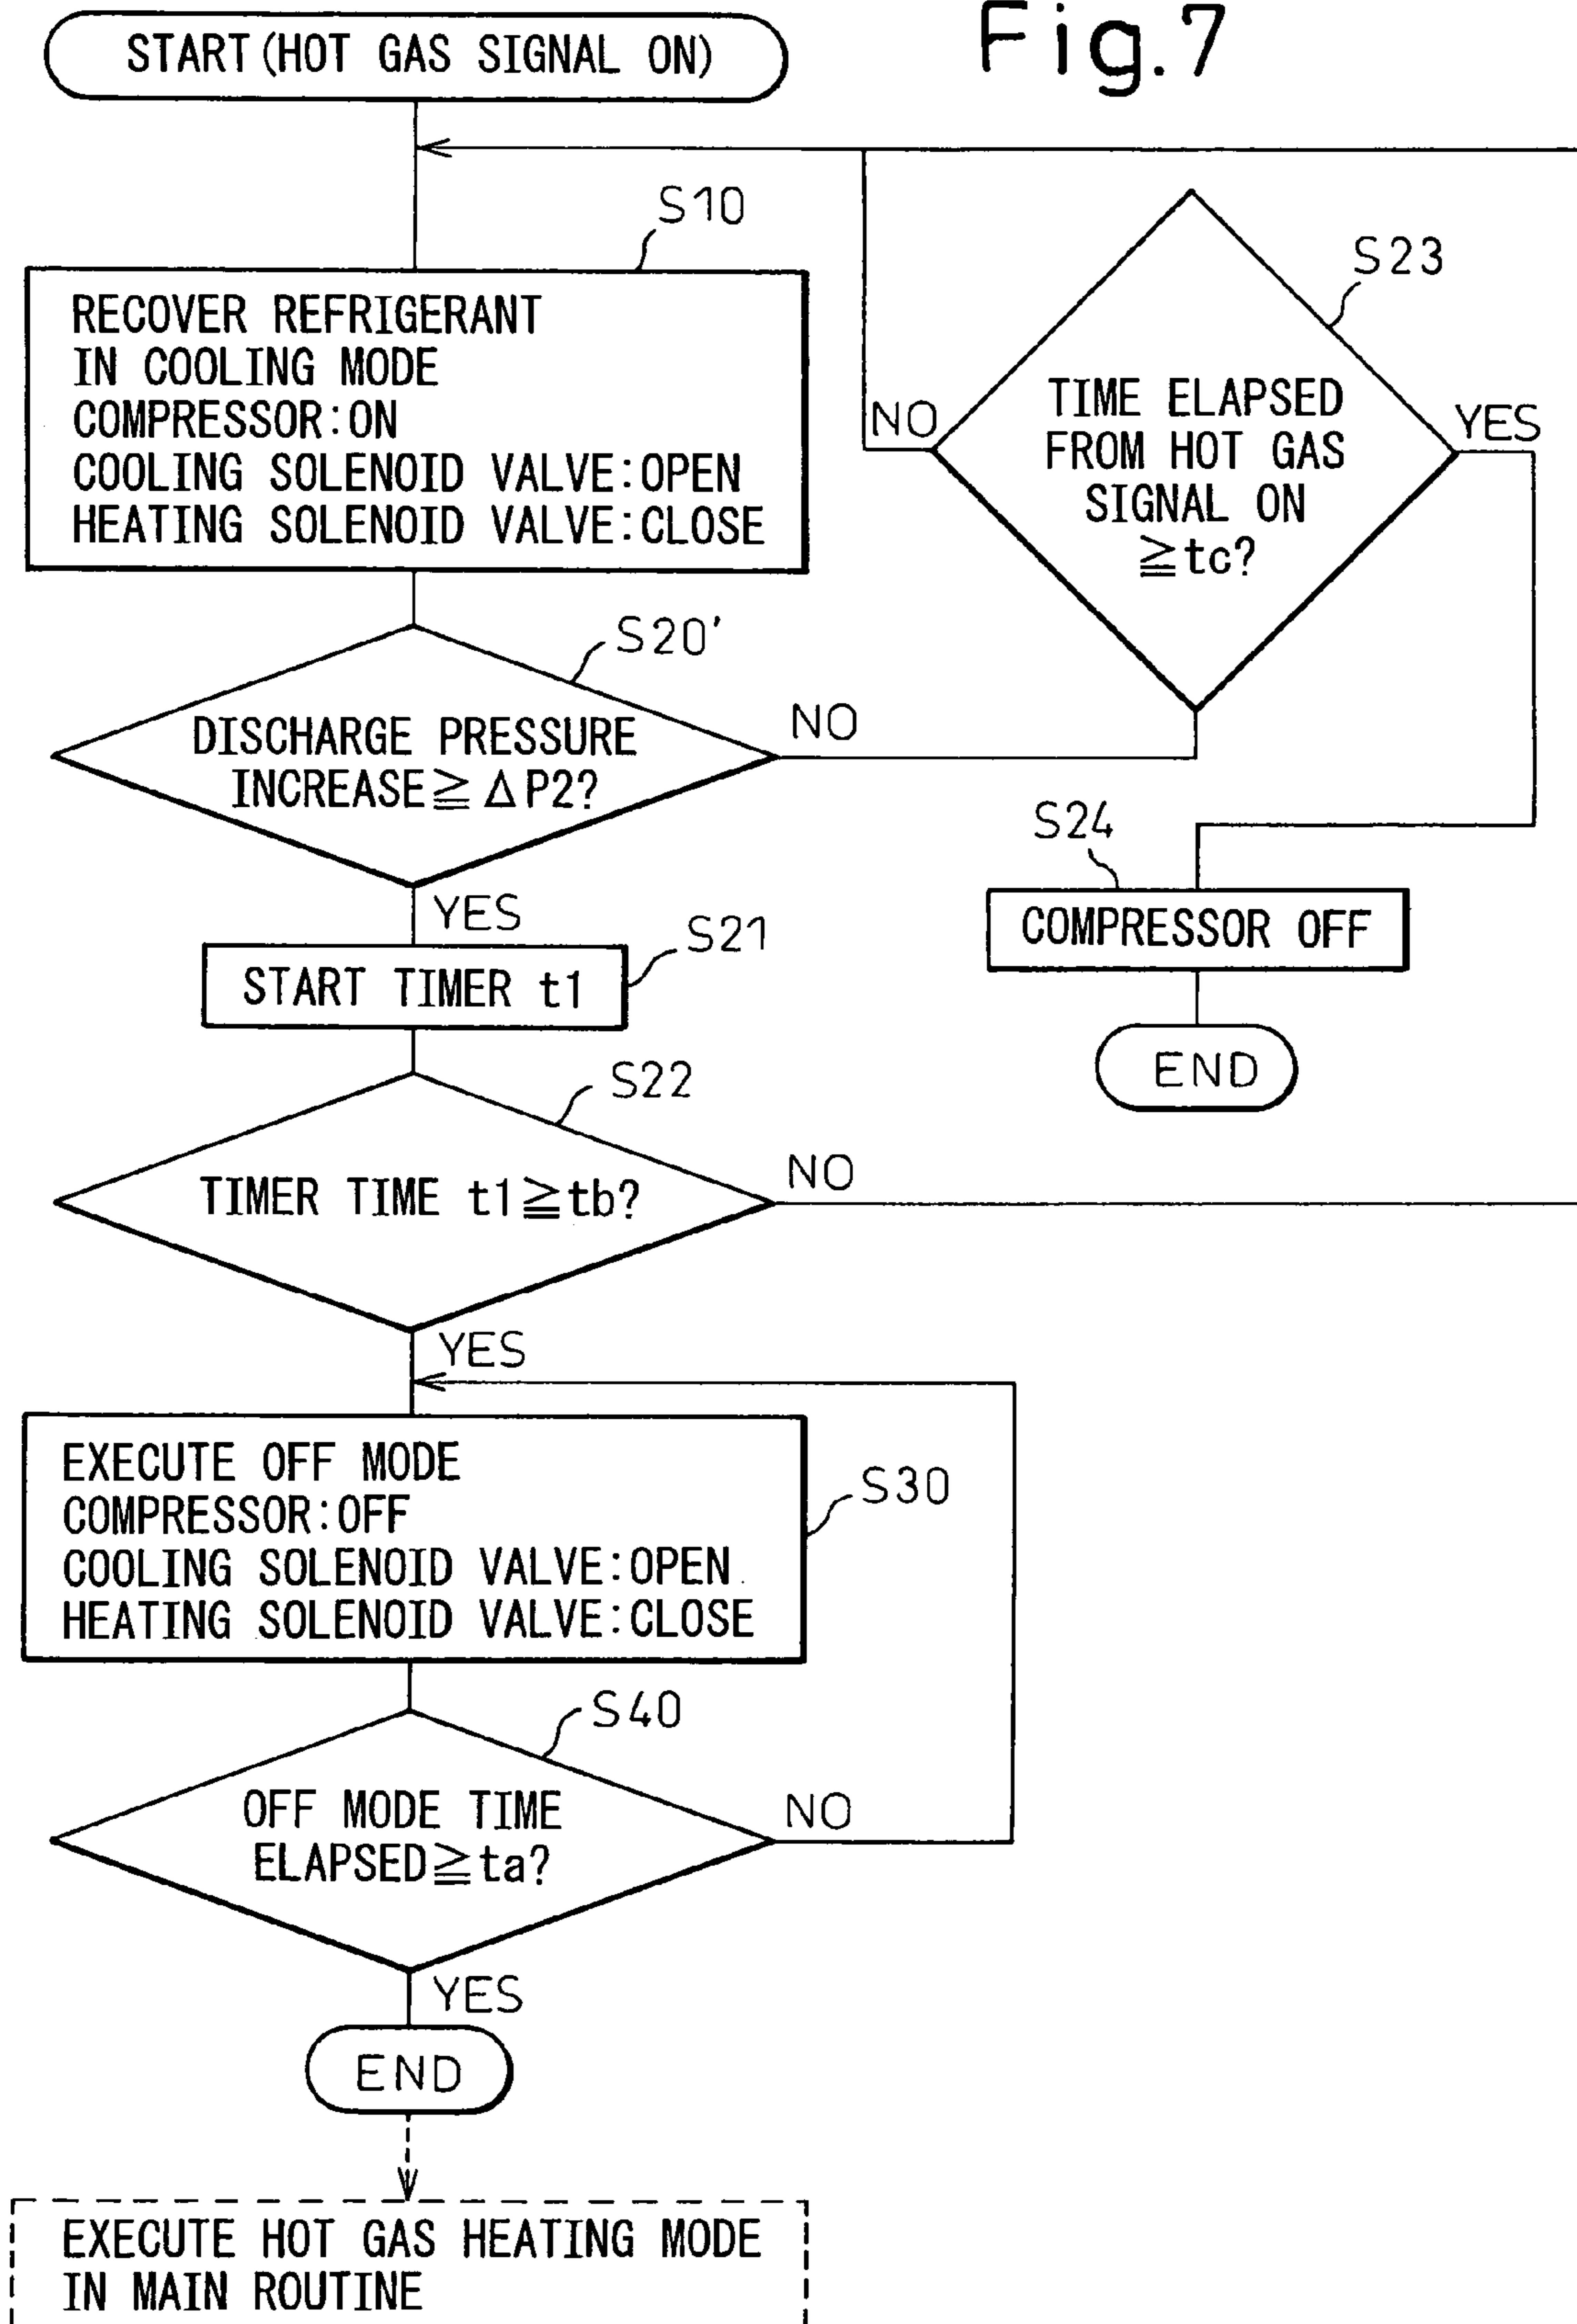 Fig.7
START(HOT GAS SIGNAL ON)
S10
RECOVER REFRIGERANT
IN COOLING MODE
COMPRESSOR:ON
COOLING SOLENOID VALVE:OPEN
HEATING SOLENOID VALVE:CLOSE
S20'
DISCHARGE PRESSURE
INCREASE≧ΔP2?
NO
YES
S23
TIME ELAPSED
FROM HOT GAS
SIGNAL ON
≧tc?
NO
YES
S24
COMPRESSOR OFF
END
S21
START TIMER t1
S22
TIMER TIME t1≧tb?
NO
YES
S30
EXECUTE OFF MODE
COMPRESSOR:OFF
COOLING SOLENOID VALVE:OPEN
HEATING SOLENOID VALVE:CLOSE
S40
OFF MODE TIME
ELAPSED≧ta?
NO
YES
END
EXECUTE HOT GAS HEATING MODE
IN MAIN ROUTINE